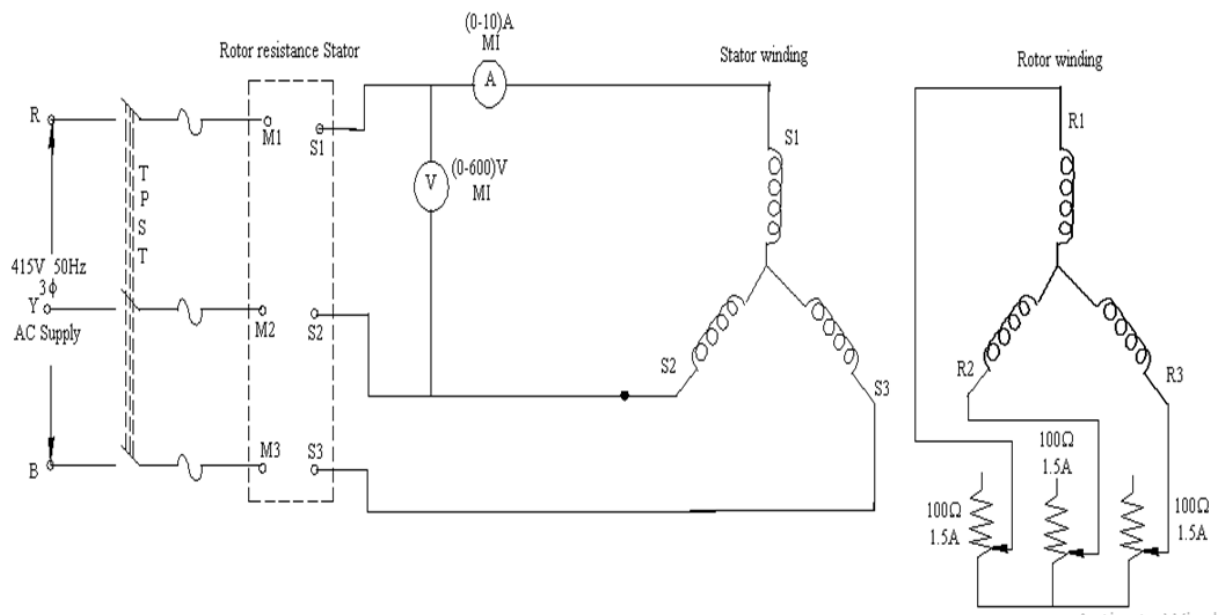 (0-10)A
MI
A
Rotor resistance Stator
Stator winding
Rotor winding
R
M1
S1
TPST
V
(0-600)V
MI
S1
R1
415V 50Hz
3ϕ
Y
AC Supply
M2
S2
S2
S3
R2
R3
B
M3
S3
100Ω
1.5A
100Ω
1.5A
100Ω
1.5A